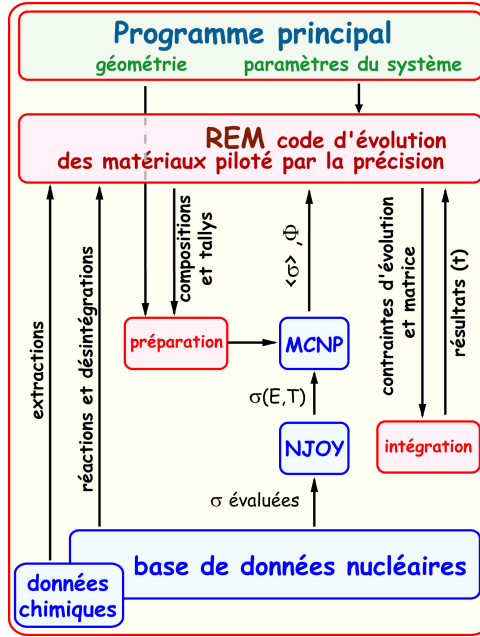 Programme principal
géométrie
paramètres du système
REM code d'évolution
des matériaux piloté par la précision
compositions
et tallys
<σ> ,Φ
contraintes d'évolution
et matrice
résultats (t)
extractions
réactions et désintégrations
préparation
MCNP
σ(E,T)
NJOY
intégration
σ évaluées
base de données nucléaires
données
chimiques